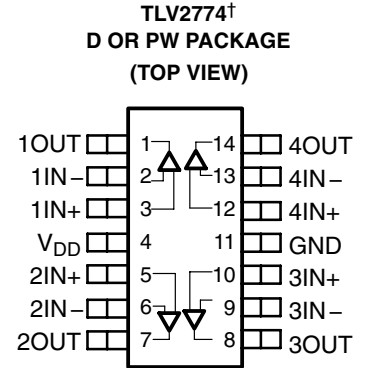 TLV2774†
D OR PW PACKAGE
(TOP VIEW)
1OUT 1 14 4OUT
1IN− 2 13 4IN−
1IN+ 3 12 4IN+
VDD 4 11 GND
2IN+ 5 10 3IN+
2IN− 6 9 3IN−
2OUT 7 8 3OUT